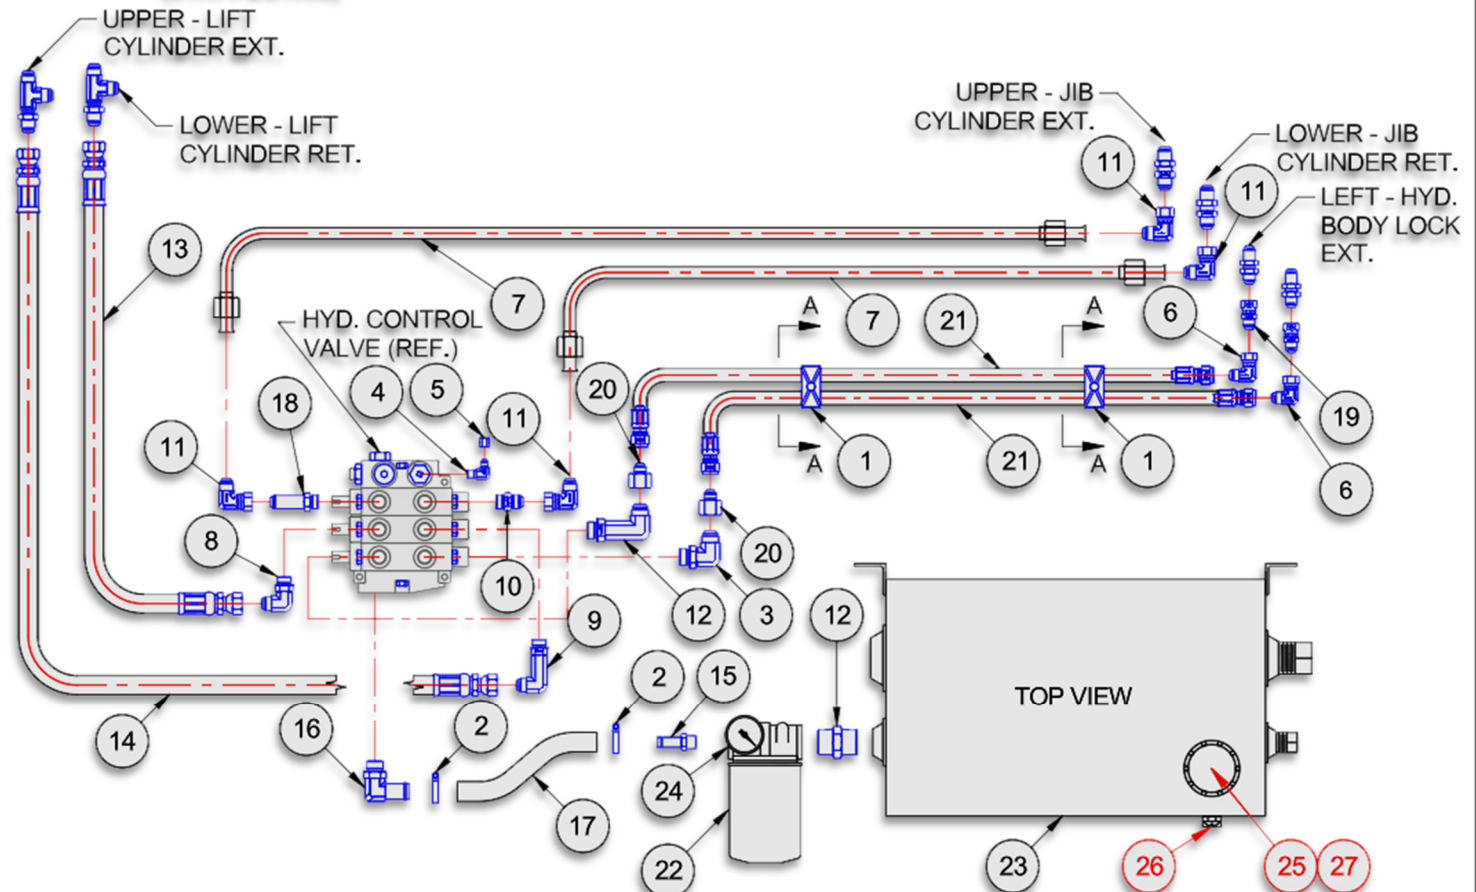 UPPER - LIFT
CYLINDER EXT.
LOWER - LIFT
CYLINDER RET.
UPPER - JIB
CYLINDER EXT.
LOWER - JIB
CYLINDER RET.
LEFT - HYD.
BODY LOCK
EXT.
11
11
13
7
HYD. CONTROL
VALVE (REF.)
A
A
7
21
6
20
4
5
18
11
11
19
1
21
1
A
A
6
8
10
20
12
3
12
9
2
15
TOP VIEW
14
16
2
24
17
22
23
26
25
27